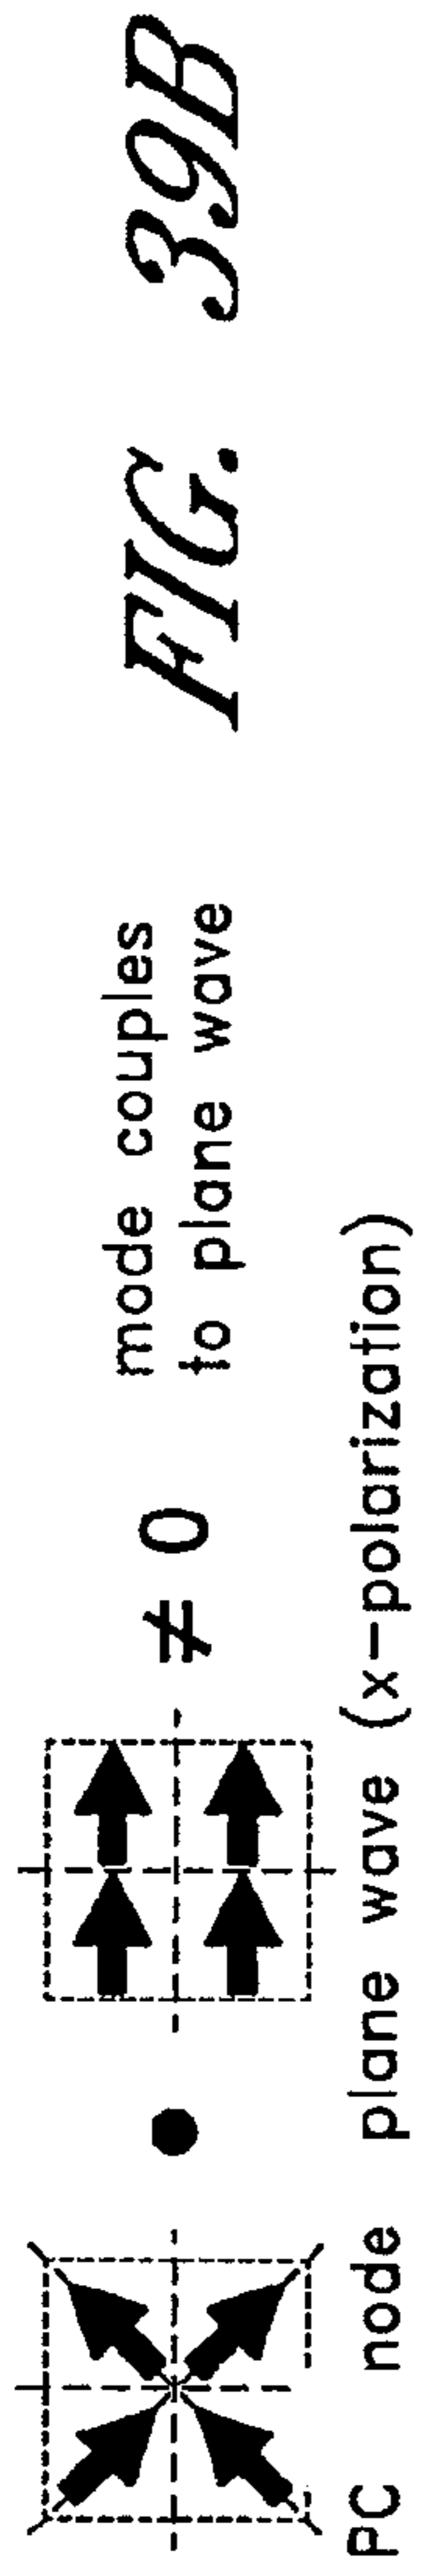 ≠ 0
mode couples
to plane wave
PC node plane wave (x-polarization)
FIG. 39B